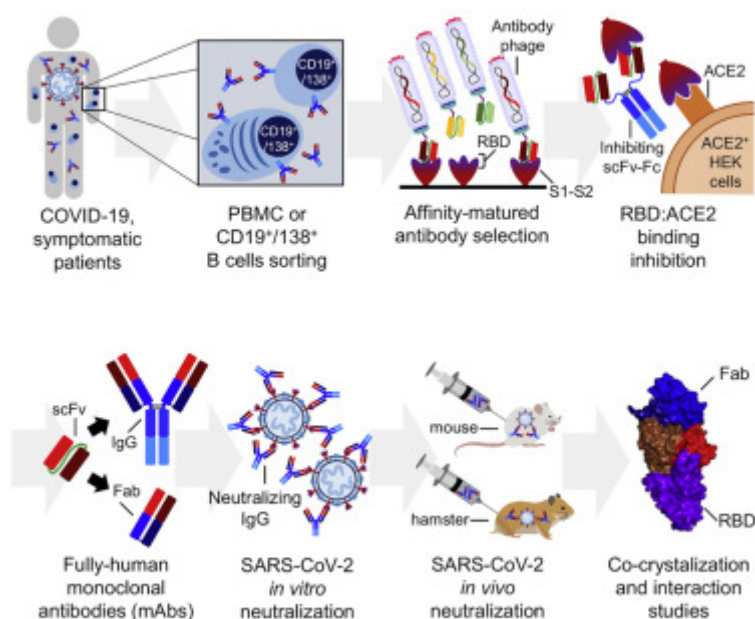 CD19⁺
/138⁺
CD19⁺
/138⁺
Antibody
phage
RBD
S1-S2
ACE2
Inhibiting
scFv-Fc
ACE2⁺
HEK
cells
COVID-19,
symptomatic
patients
PBMC or
CD19⁺/138⁺
B cells sorting
Affinity-matured
antibody selection
RBD:ACE2
binding
inhibition
scFv
IgG
Fab
Neutralizing
IgG
mouse
hamster
Fab
RBD
Fully-human
monoclonal
antibodies (mAbs)
SARS-CoV-2
in vitro
neutralization
SARS-CoV-2
in vivo
neutralization
Co-crystalization
and interaction
studies